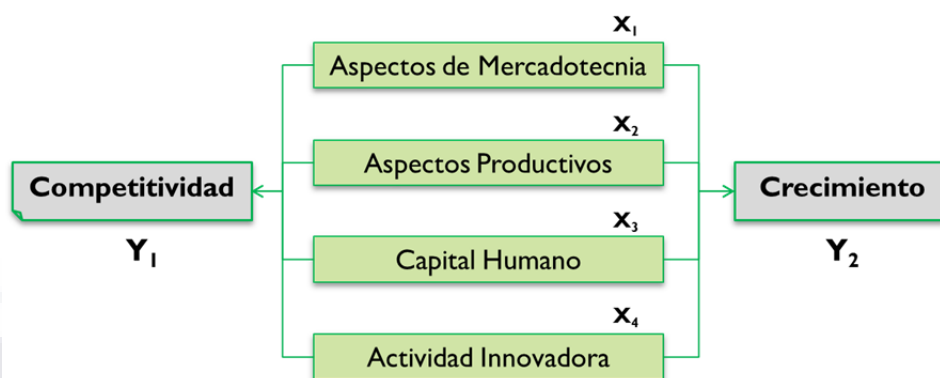 X₁
Aspectos de Mercadotecnia
X₂
Aspectos Productivos
Competitividad
Crecimiento
X₃
Y₁
Y₂
Capital Humano
X₄
Actividad Innovadora